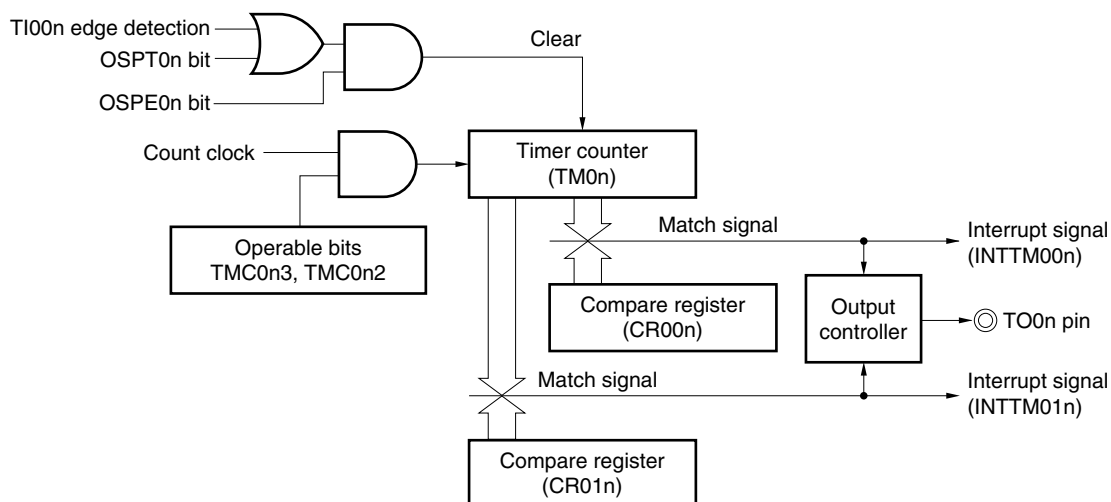 TI00n edge detection
OSPT0n bit
OSPE0n bit
Clear
Count clock
Timer counter
(TM0n)
Operable bits
TMC0n3, TMC0n2
Match signal
Interrupt signal
(INTTM00n)
Compare register
(CR00n)
Output
controller
TO0n pin
Match signal
Interrupt signal
(INTTM01n)
Compare register
(CR01n)